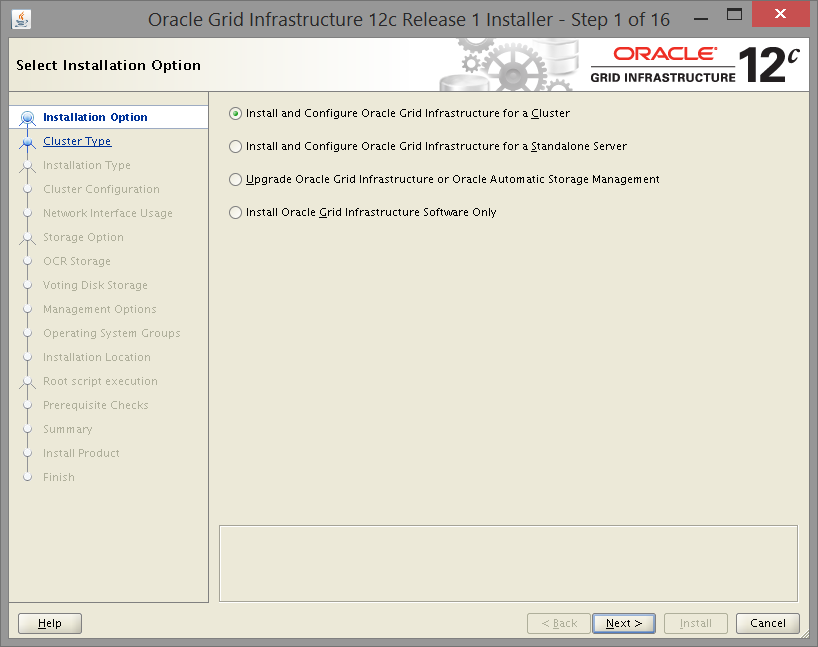 Oracle Grid Infrastructure 12c Release 1 Installer - Step 1 of 16
Select Installation Option
ORACLE
GRID INFRASTRUCTURE
12c
Installation Option
Cluster Type
Installation Type
Cluster Configuration
Network Interface Usage
Storage Option
OCR Storage
Voting Disk Storage
Management Options
Operating System Groups
Installation Location
Root script execution
Prerequisite Checks
Summary
Install Product
Finish
Install and Configure Oracle Grid Infrastructure for a Cluster
Install and Configure Oracle Grid Infrastructure for a Standalone Server
Upgrade Oracle Grid Infrastructure or Oracle Automatic Storage Management
Install Oracle Grid Infrastructure Software Only
Help
< Back
Next >
Install
Cancel